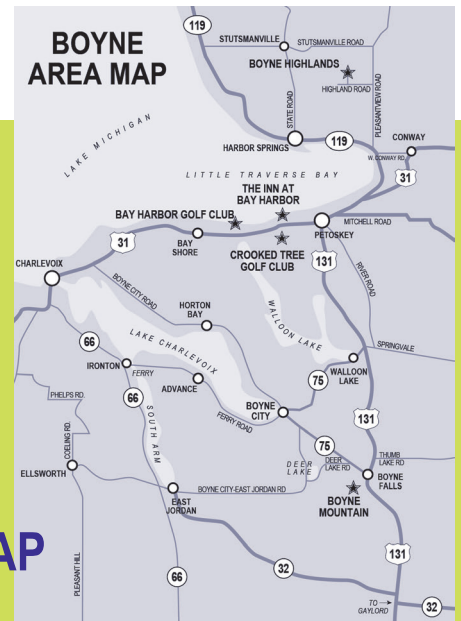 BOYNE
AREA MAP
119
STUTSMANVILLE
STUTSMANVILLE ROAD
BOYNE HIGHLANDS
HIGHLAND ROAD
PLEASANTVIEW ROAD
STATE ROAD
LAKE MICHIGAN
HARBOR SPRINGS
119
CONWAY
W. CONWAY RD.
31
LITTLE TRAVERSE BAY
THE INN AT
BAY HARBOR
BAY HARBOR GOLF CLUB
MITCHELL ROAD
31
BAY
SHORE
PETOSKEY
CROOKED TREE
GOLF CLUB
131
RIVER ROAD
CHARLEVOIX
BOYNE CITY ROAD
HORTON
BAY
WALLOON LAKE
LAKE CHARLEVOIX
66
SPRINGVALE
IRONTON
FERRY
ADVANCE
WALLOON
LAKE
75
66
PHELPS RD.
BOYNE
CITY
FERRY ROAD
131
SOUTH ARM
COELING RD.
75
ELLSWORTH
DEER
LAKE
DEER
LAKE RD
THUMB
LAKE RD
BOYNE
FALLS
BOYNE CITY-EAST JORDAN RD
EAST
JORDAN
BOYNE
MOUNTAIN
AP
131
PLEASANT HILL
66
32
TO
GAYLORD
32